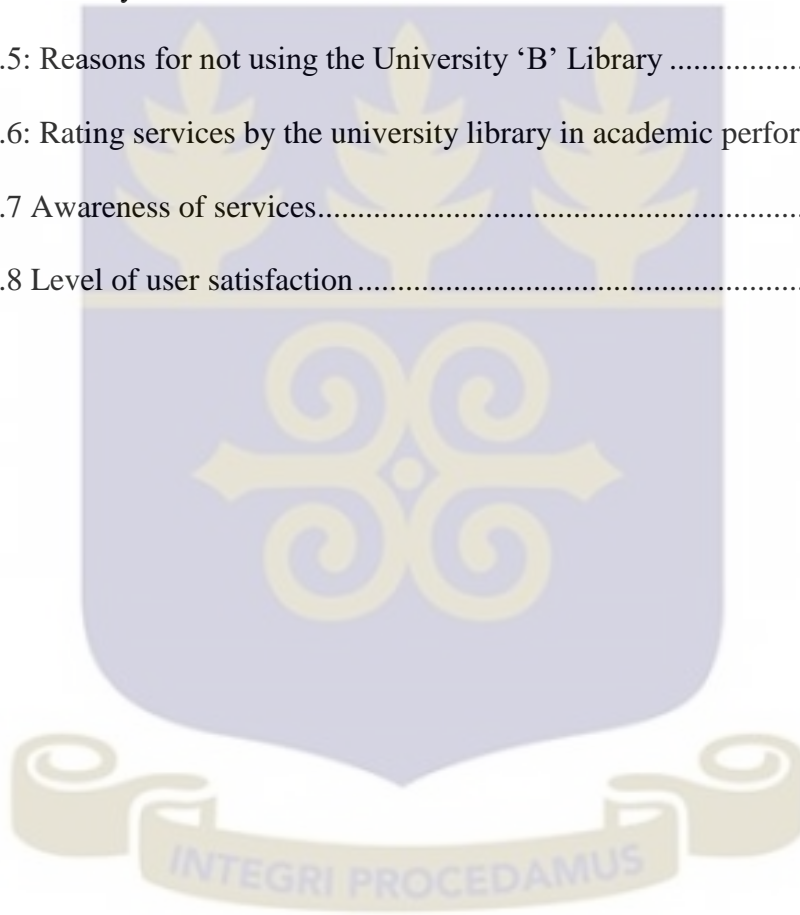 .5: Reasons for not using the University ‘B’ Library ................
.6: Rating services by the university library in academic perfor
.7 Awareness of services............................................................
.8 Level of user satisfaction........................................................
INTEGRI PROCEDAMUS